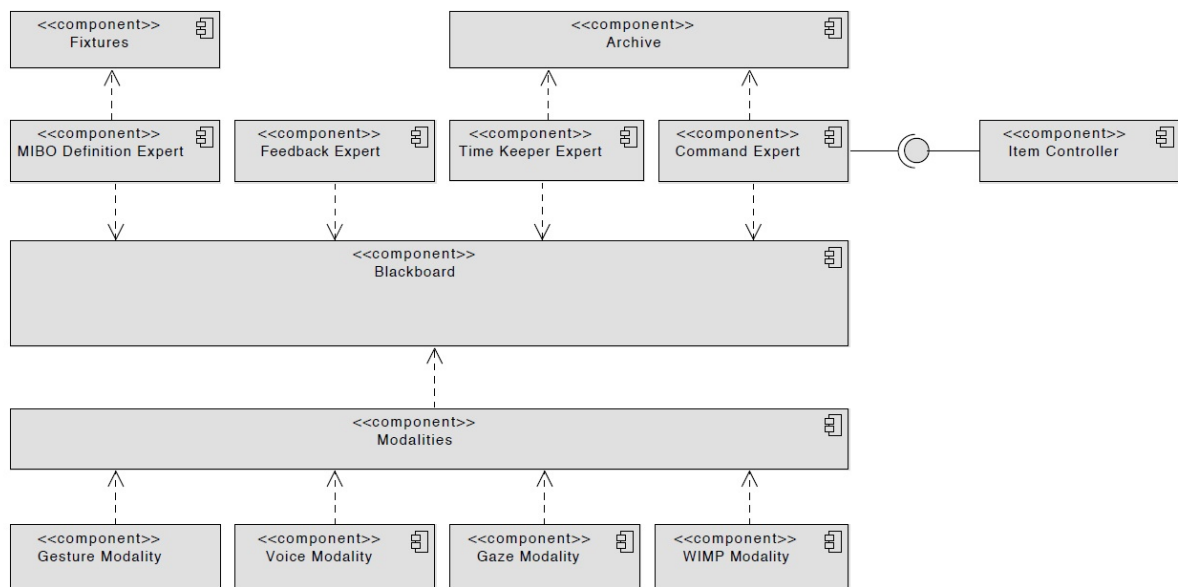 <<component>>
Fixtures
<<component>>
Archive
<<component>>
MIBO Definition Expert
<<component>>
Feedback Expert
<<component>>
Time Keeper Expert
<<component>>
Command Expert
<<component>>
Item Controller
<<component>>
Blackboard
<<component>>
Modalities
<<component>>
Gesture Modality
<<component>>
Voice Modality
<<component>>
Gaze Modality
<<component>>
WIMP Modality